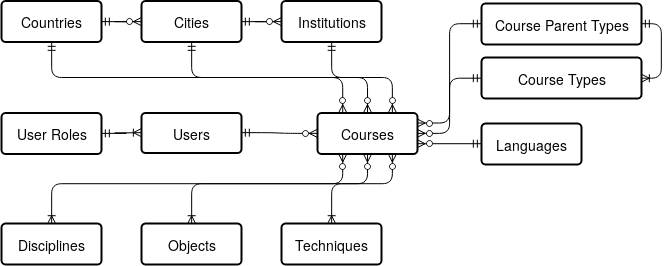 Countries
Cities
Institutions
Course Parent Types
Course Types
User Roles
Users
Courses
Languages
Disciplines
Objects
Techniques